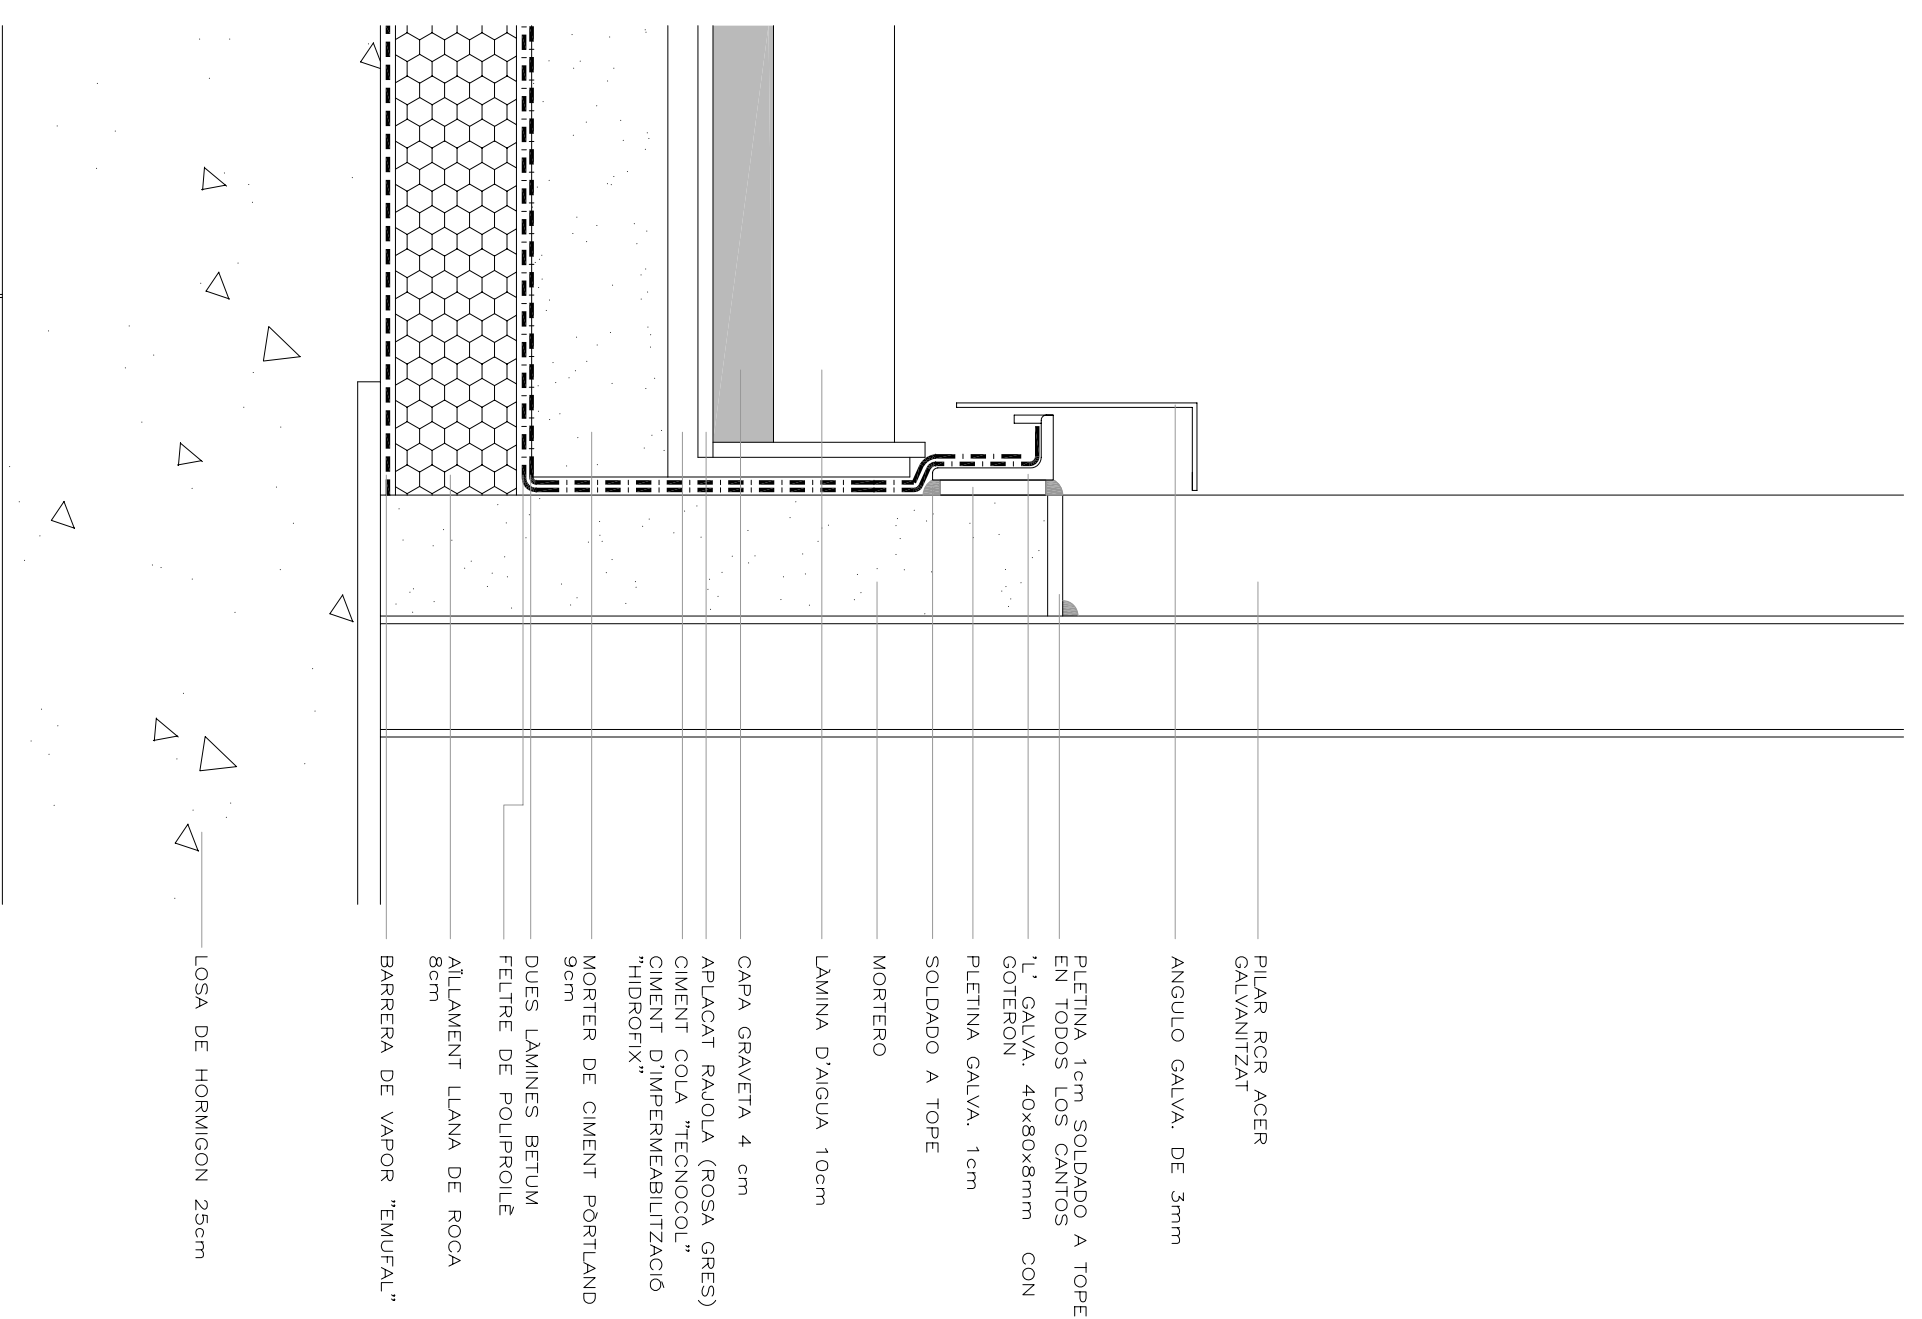 PILAR RCR ACER
GALVANITZAT
ANGULO GALVA. DE 3mm
PLETINA 1cm SOLDADO A TOPE
EN TODOS LOS CANTOS
'L' GALVA. 40x80x8mm CON
GOTERON
PLETINA GALVA. 1cm
SOLDADO A TOPE
MORTERO
LÀMINA D'AIGUA 10cm
CAPA GRAVETA 4 cm
APLACAT RAJOLA (ROSA GRES)
CIMENT COLA "TECNOCOL"
CIMENT D'IMPERMEABILITZACIÓ
"HIDROFIX"
MORTER DE CIMENT PÒRTLAND
9cm
DUES LÀMINES BETUM
FELTRE DE POLIPROILÈ
AÏLLAMENT LLANA DE ROCA
8cm
BARRERA DE VAPOR "EMUFAL"
LOSA DE HORMIGON 25cm